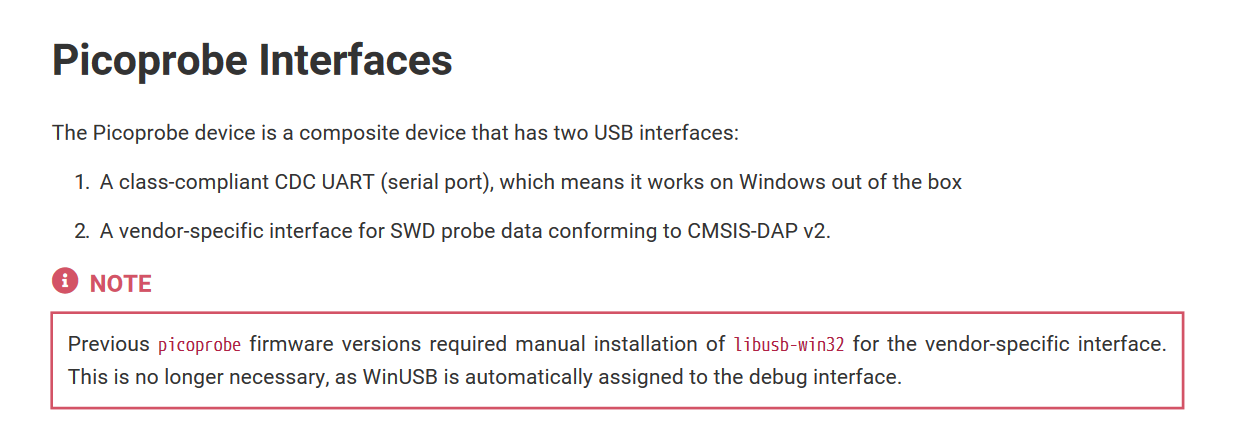 Picoprobe Interfaces
The Picoprobe device is a composite device that has two USB interfaces:
1. A class-compliant CDC UART (serial port), which means it works on Windows out of the box
2. A vendor-specific interface for SWD probe data conforming to CMSIS-DAP v2.
NOTE
Previous picoprobe firmware versions required manual installation of libusb-win32 for the vendor-specific interface.
This is no longer necessary, as WinUSB is automatically assigned to the debug interface.